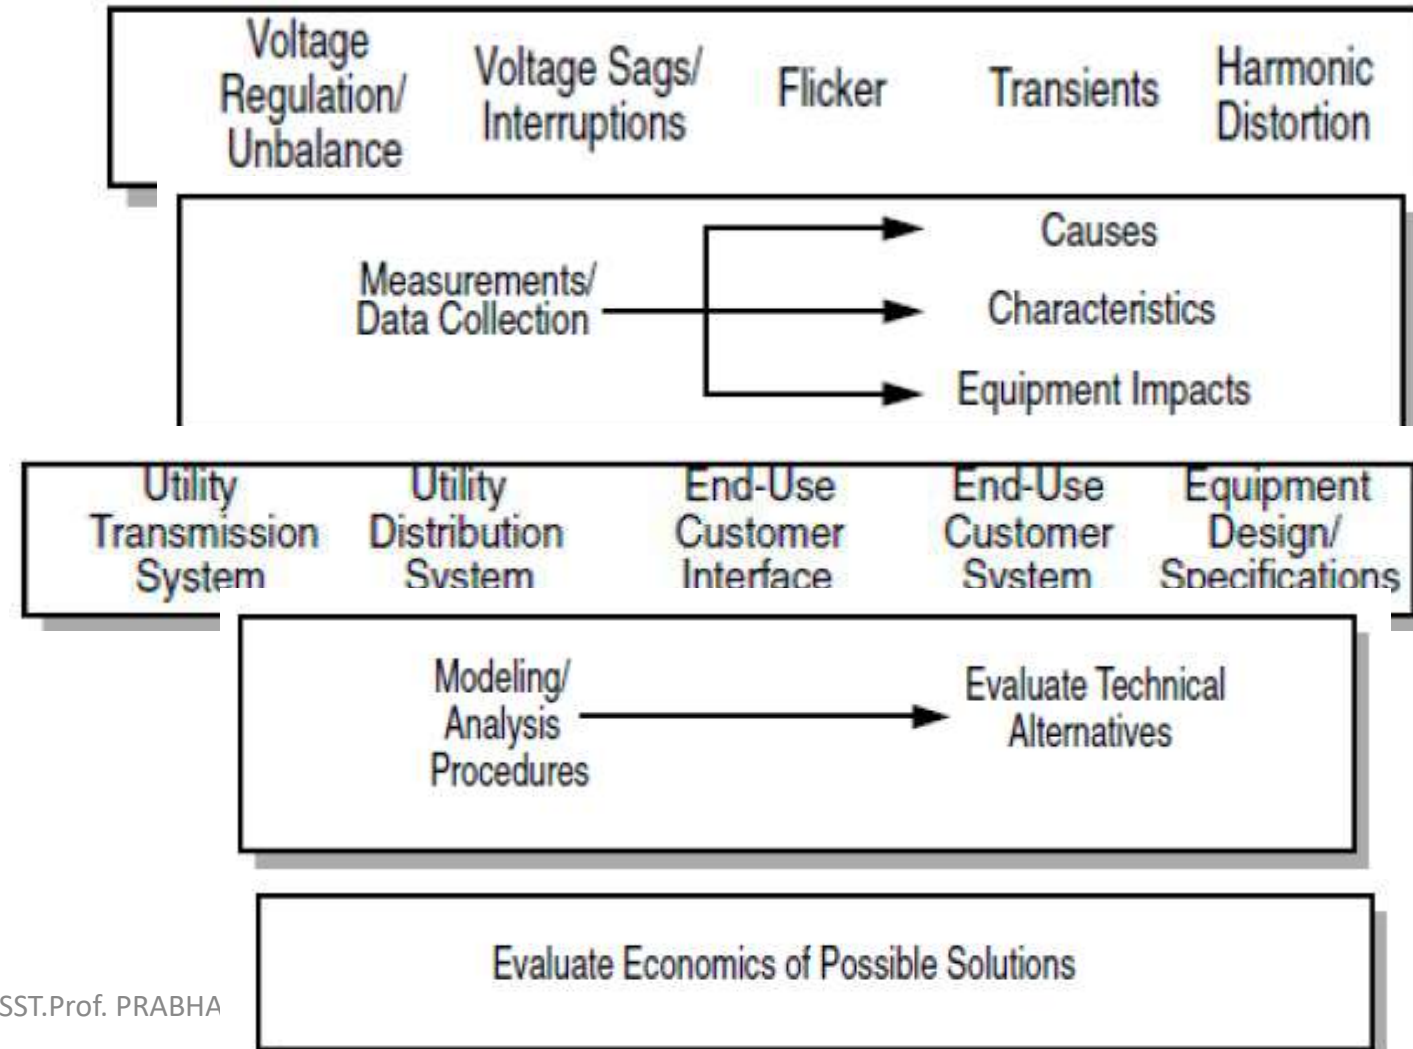 Voltage
Regulation/
Unbalance
Voltage Sags/
Interruptions
Flicker
Transients
Harmonic
Distortion
Measurements/
Data Collection
Causes
Characteristics
Equipment Impacts
Utility
Transmission
System
Utility
Distribution
System
End-Use
Customer
Interface
End-Use
Customer
System
Equipment
Design/
Specifications
Modeling/
Analysis
Procedures
Evaluate Technical
Alternatives
Evaluate Economics of Possible Solutions
SST.Prof. PRABHA